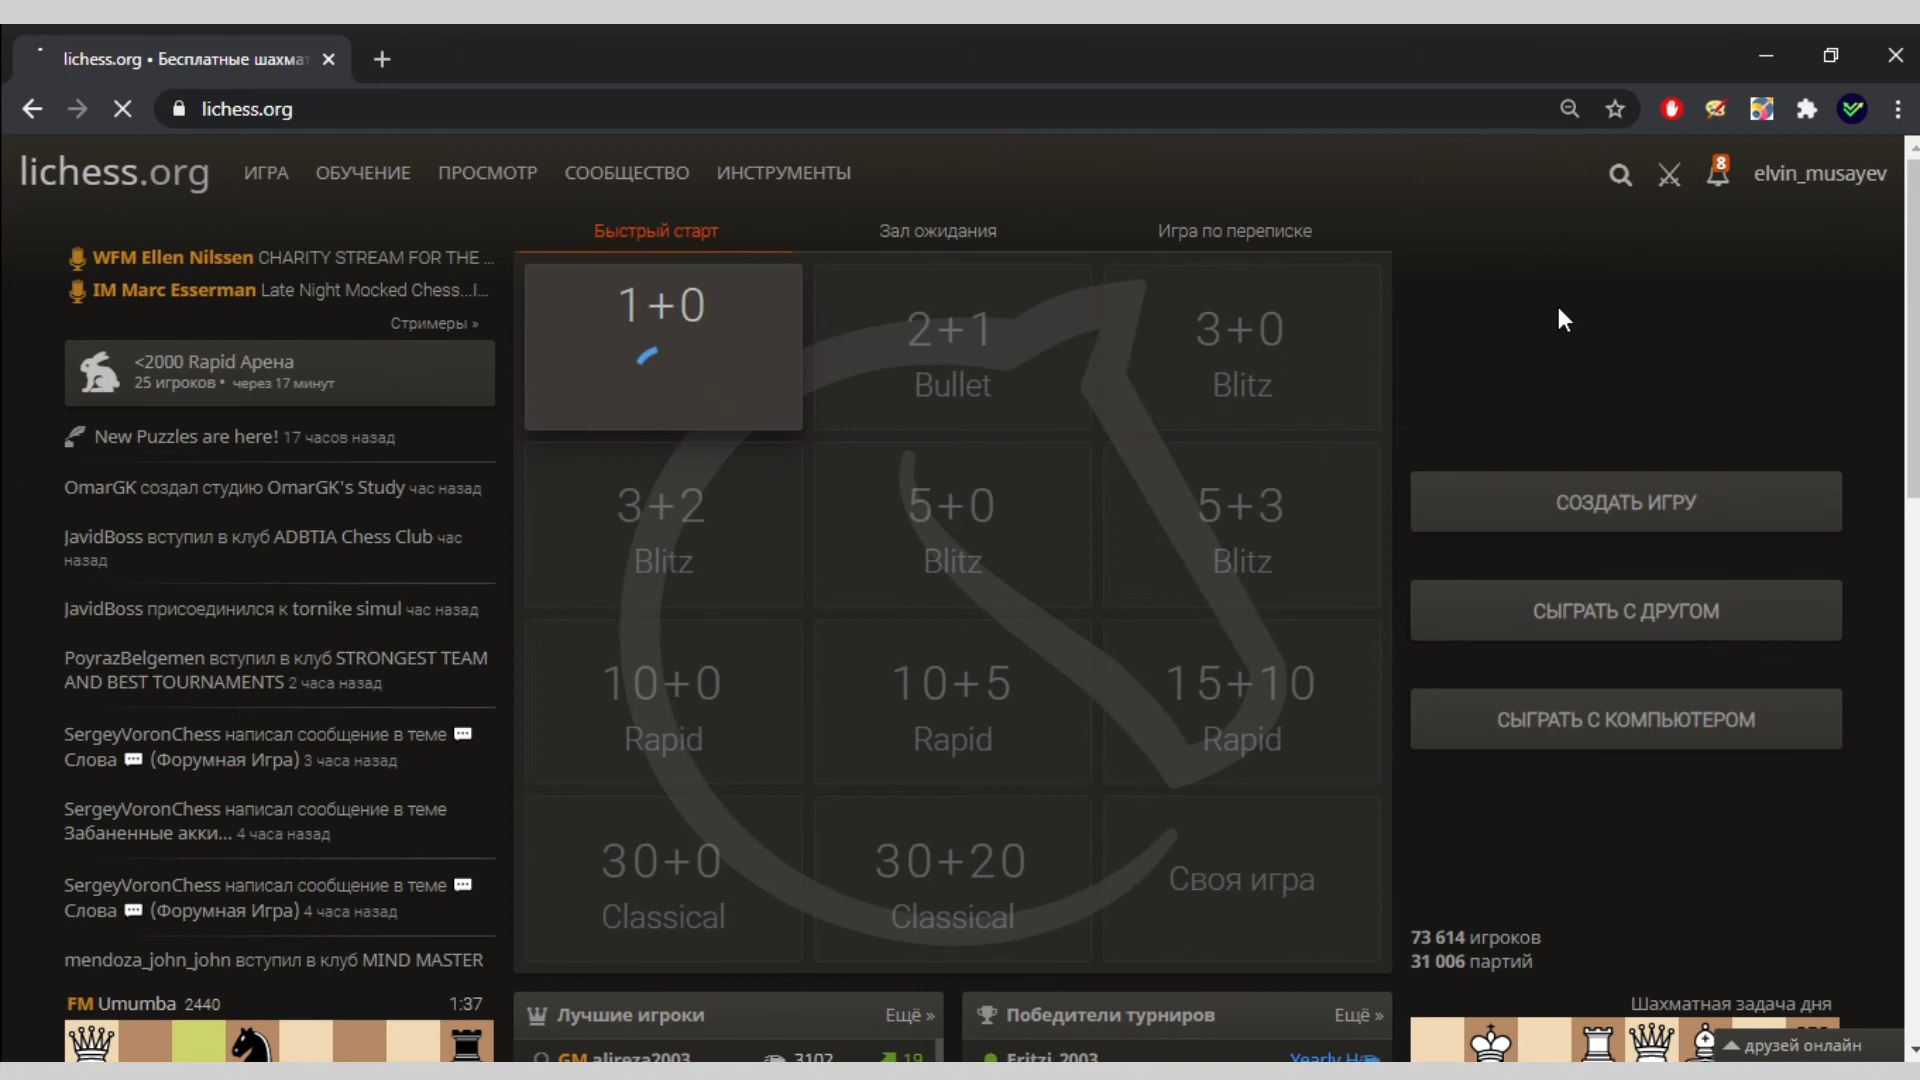 lichess.org • Бесплатные шахма
lichess.org
lichess.org ИГРА ОБУЧЕНИЕ ПРОСМОТР СООБЩЕСТВО ИНСТРУМЕНТЫ 8 elvin_musayev
Быстрый старт Зал ожидания Игра по переписке
WFM Ellen Nilssen CHARITY STREAM FOR THE ...
IM Marc Esserman Late Night Mocked Chess...I...
Стримеры »
<2000 Rapid Арена
25 игроков • через 17 минут
New Puzzles are here! 17 часов назад
OmarGK создал студию OmarGK's Study час назад
JavidBoss вступил в клуб ADBTIA Chess Club час
назад
JavidBoss присоединился к tornike simul час назад
PoyrazBelgemen вступил в клуб STRONGEST TEAM
AND BEST TOURNAMENTS 2 часа назад
SergeyVoronChess написал сообщение в теме 💬
Слова 💬 (Форумная Игра) 3 часа назад
SergeyVoronChess написал сообщение в теме
Забаненные акки... 4 часа назад
SergeyVoronChess написал сообщение в теме 💬
Слова 💬 (Форумная Игра) 4 часа назад
mendoza_john_john вступил в клуб MIND MASTER
FM Umumba 2440 1:37
1+0
2+1
Bullet
3+0
Blitz
3+2
Blitz
5+0
Blitz
5+3
Blitz
10+0
Rapid
10+5
Rapid
15+10
Rapid
30+0
Classical
30+20
Classical
Своя игра
Лучшие игроки Ещё »
GM alireza2003 3102 19
Победители турниров Ещё »
Fritzi_2003 Yearly H
СОЗДАТЬ ИГРУ
СЫГРАТЬ С ДРУГОМ
СЫГРАТЬ С КОМПЬЮТЕРОМ
73 614 игроков
31 006 партий
Шахматная задача дня
друзей онлайн